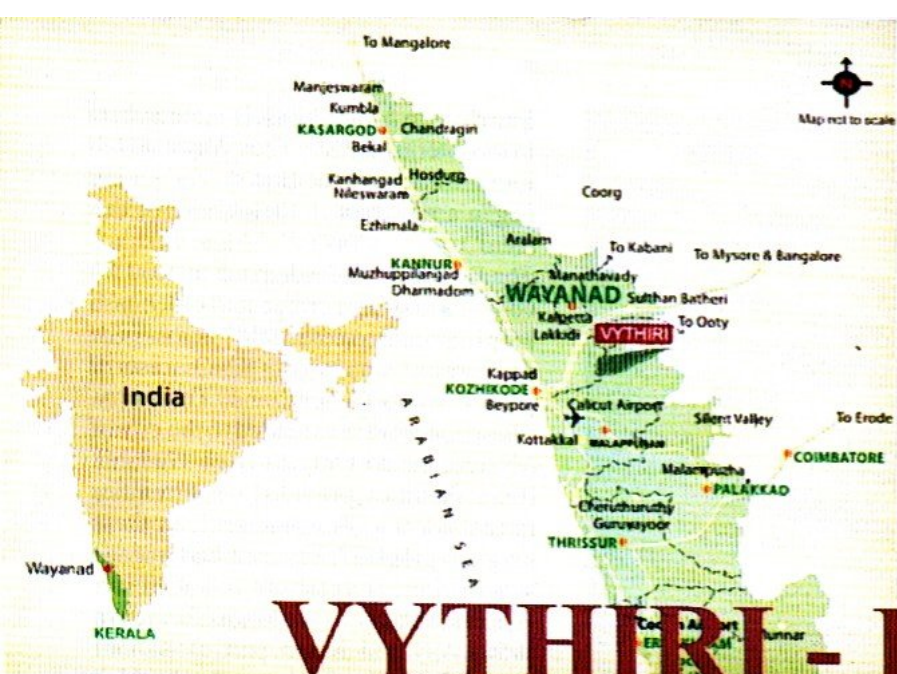 To Mangalore
N
Map not to scale
Manjeswaram
Kumbla
KASARGOD
Chandragiri
Bekal
Kanhangad
Hosdurg
Nileswaram
Coorg
Ezhimala
Aralam
To Kabani
To Mysore & Bangalore
KANNUR
Muzhuppilangad
Manathavady
Dharmadom
WAYANAD
Sulthan Batheri
Kalpetta
To Ooty
Lakkidi
VYTHIRI
Kappad
KOZHIKODE
India
Beypore
Calicut Airport
Silent Valley
To Erode
Kottakkal
MALAPPURAM
COIMBATORE
ARABIAN SEA
Malampuzha
PALAKKAD
Cheruthuruthy
Guruvayoor
THRISSUR
Wayanad
KERALA
VYTHIRI -
Airport